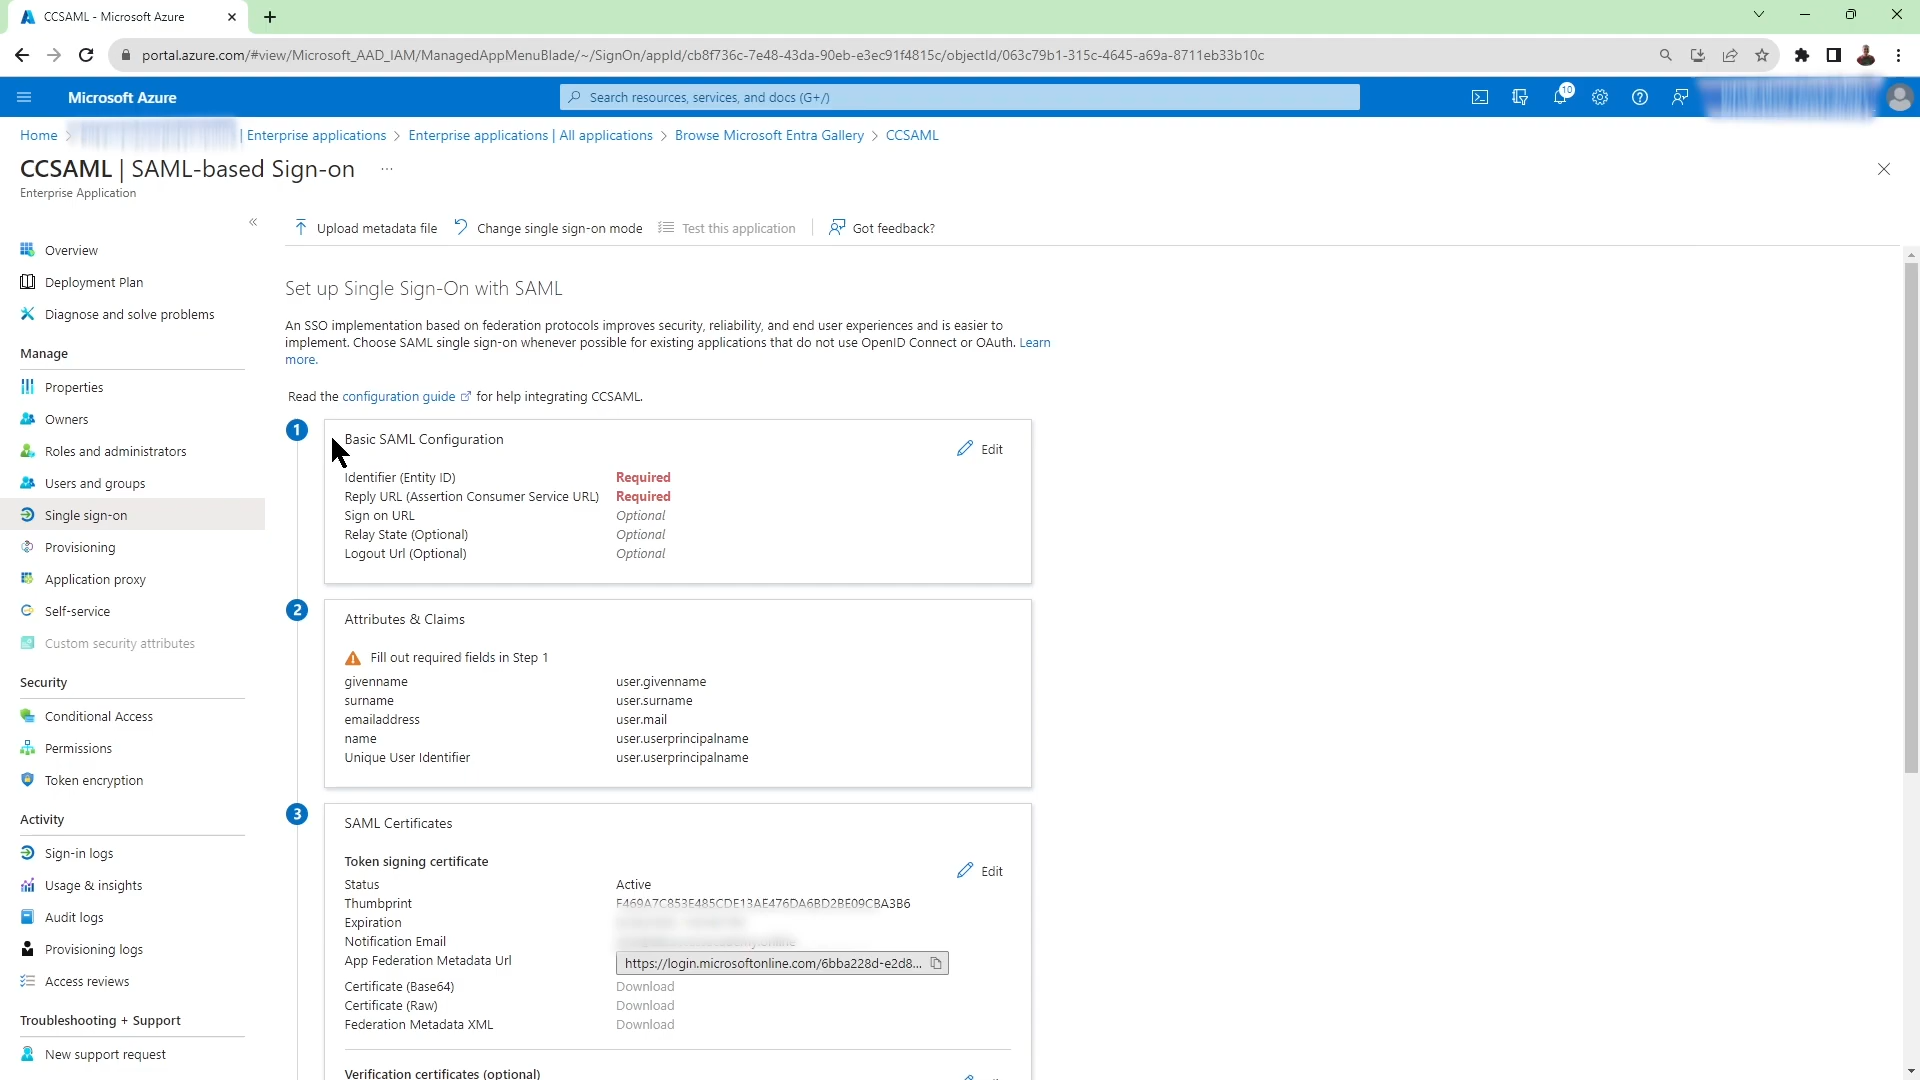 CCSAML - Microsoft Azure
portal.azure.com/#view/Microsoft_AAD_IAM/ManagedAppMenuBlade/~/SignOn/appId/cb8f736c-7e48-43da-90eb-e3ec91f4815c/objectId/063c79b1-315c-4645-a69a-8711eb33b10c
Microsoft Azure
Search resources, services, and docs (G+/)
10
Home > | Enterprise applications > Enterprise applications | All applications > Browse Microsoft Entra Gallery > CCSAML
CCSAML | SAML-based Sign-on ...
Enterprise Application
Upload metadata file
Change single sign-on mode
Test this application
Got feedback?
Overview
Deployment Plan
Diagnose and solve problems
Manage
Properties
Owners
Roles and administrators
Users and groups
Single sign-on
Provisioning
Application proxy
Self-service
Custom security attributes
Security
Conditional Access
Permissions
Token encryption
Activity
Sign-in logs
Usage & insights
Audit logs
Provisioning logs
Access reviews
Troubleshooting + Support
New support request
Set up Single Sign-On with SAML
An SSO implementation based on federation protocols improves security, reliability, and end user experiences and is easier to
implement. Choose SAML single sign-on whenever possible for existing applications that do not use OpenID Connect or OAuth. Learn
more.
Read the configuration guide for help integrating CCSAML.
1
Basic SAML Configuration
Edit
Identifier (Entity ID) Required
Reply URL (Assertion Consumer Service URL) Required
Sign on URL Optional
Relay State (Optional) Optional
Logout Url (Optional) Optional
2
Attributes & Claims
Fill out required fields in Step 1
givenname user.givenname
surname user.surname
emailaddress user.mail
name user.userprincipalname
Unique User Identifier user.userprincipalname
3
SAML Certificates
Token signing certificate
Edit
Status Active
Thumbprint F469A7C853E485CDE13AE476DA6BD2BE09CBA3B6
Expiration
Notification Email
App Federation Metadata Url https://login.microsoftonline.com/6bba228d-e2d8...
Certificate (Base64) Download
Certificate (Raw) Download
Federation Metadata XML Download
Verification certificates (optional)